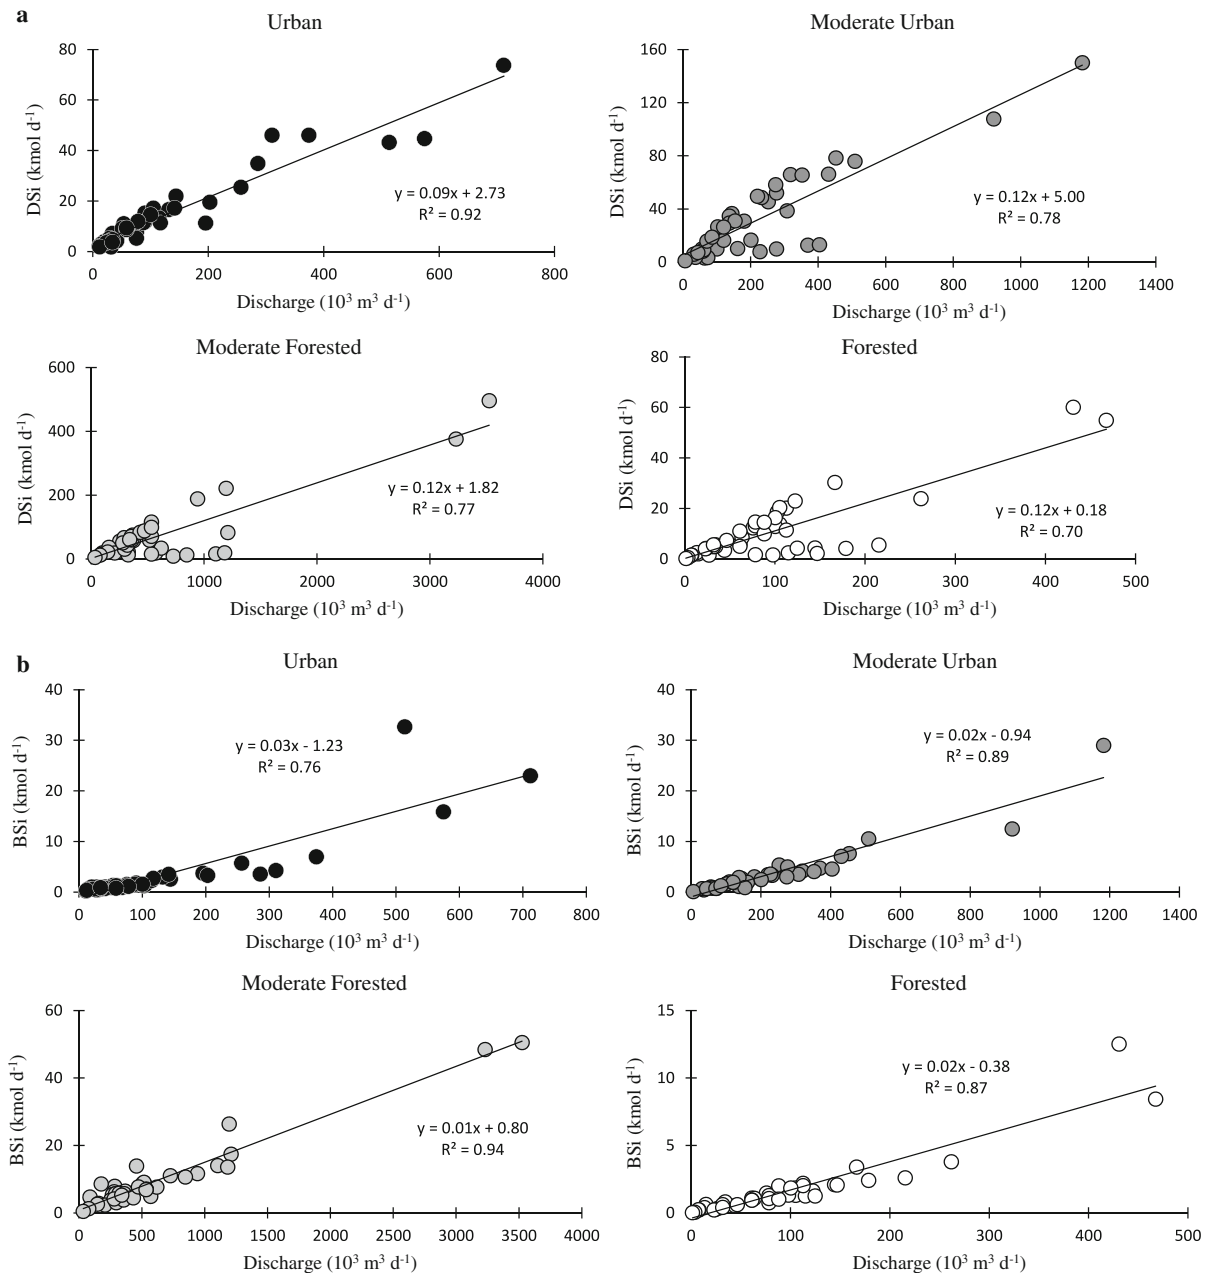 a
Urban
80
60
40
20
0
DSi (kmol d⁻¹)
y = 0.09x + 2.73
R² = 0.92
0 200 400 600 800
Discharge (10³ m³ d⁻¹)
Moderate Urban
160
120
80
40
0
DSi (kmol d⁻¹)
y = 0.12x + 5.00
R² = 0.78
0 200 400 600 800 1000 1200 1400
Discharge (10³ m³ d⁻¹)
Moderate Forested
600
400
200
0
DSi (kmol d⁻¹)
y = 0.12x + 1.82
R² = 0.77
0 1000 2000 3000 4000
Discharge (10³ m³ d⁻¹)
Forested
80
60
40
20
0
DSi (kmol d⁻¹)
y = 0.12x + 0.18
R² = 0.70
0 100 200 300 400 500
Discharge (10³ m³ d⁻¹)
b
Urban
40
30
20
10
0
BSi (kmol d⁻¹)
y = 0.03x - 1.23
R² = 0.76
0 100 200 300 400 500 600 700 800
Discharge (10³ m³ d⁻¹)
Moderate Urban
40
30
20
10
0
BSi (kmol d⁻¹)
y = 0.02x - 0.94
R² = 0.89
0 200 400 600 800 1000 1200 1400
Discharge (10³ m³ d⁻¹)
Moderate Forested
60
40
20
0
BSi (kmol d⁻¹)
y = 0.01x + 0.80
R² = 0.94
0 500 1000 1500 2000 2500 3000 3500 4000
Discharge (10³ m³ d⁻¹)
Forested
15
10
5
0
BSi (kmol d⁻¹)
y = 0.02x - 0.38
R² = 0.87
0 100 200 300 400 500
Discharge (10³ m³ d⁻¹)